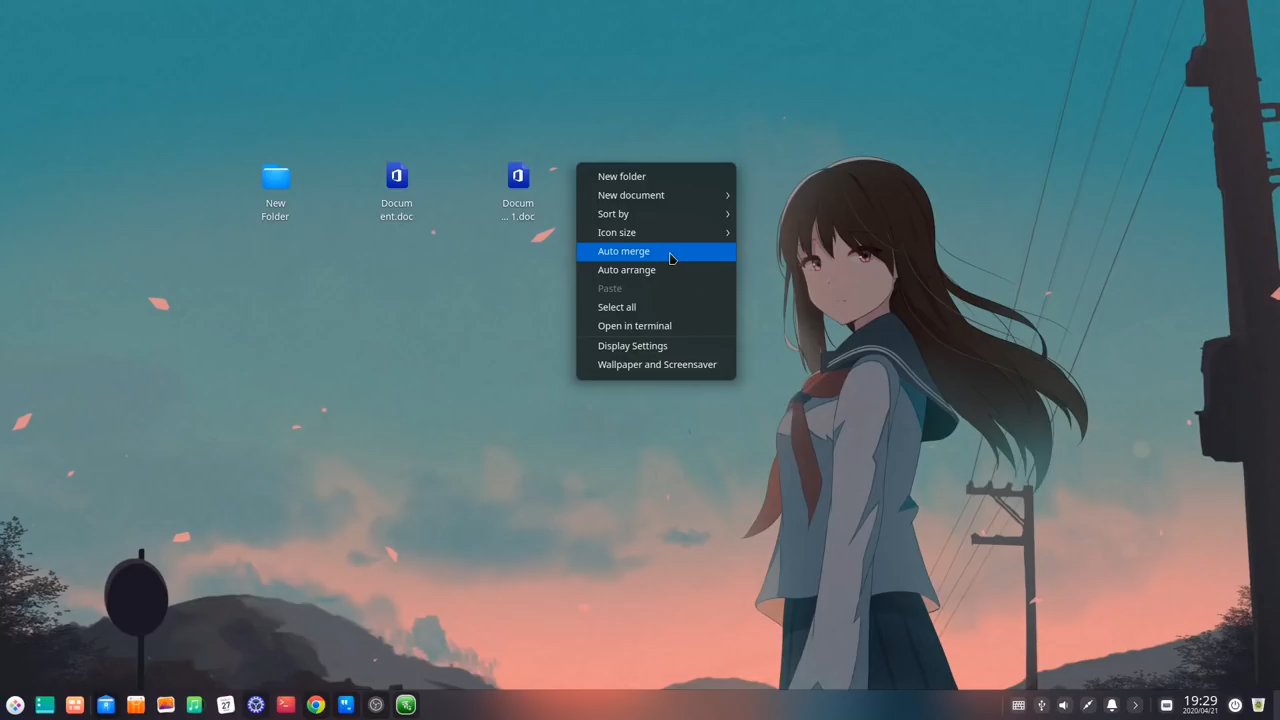 New
Folder
Docum
ent.doc
Docum
... 1.doc
New folder
New document
Sort by
Icon size
Auto merge
Auto arrange
Paste
Select all
Open in terminal
Display Settings
Wallpaper and Screensaver
27
19:29
2020/04/21